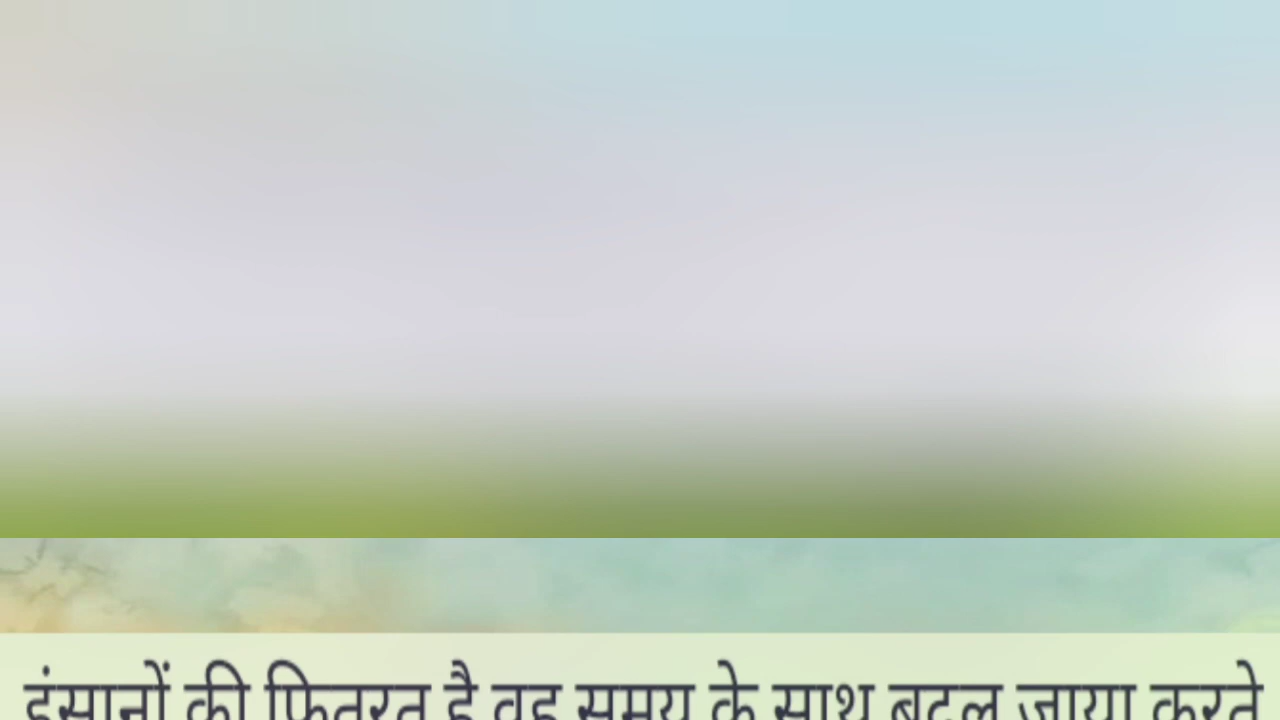 इंसानों की फितरत है वह समय के साथ बदल जाया करते